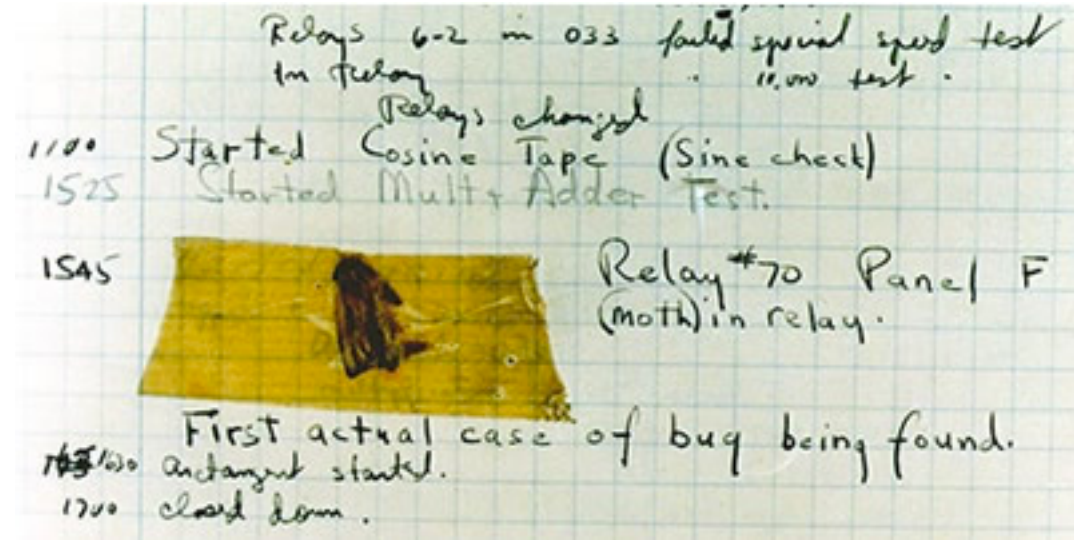 Relays 6-2 in 033 failed special speed test
In Relay " 10,000 test.
Relays changed
1100 Started Cosine Tape (Sine check)
1525 Started Mult + Adder Test.
1545 Relay #70 Panel F
(moth) in relay.
First actual case of bug being found.
1630 antangent started.
1700 closed down.